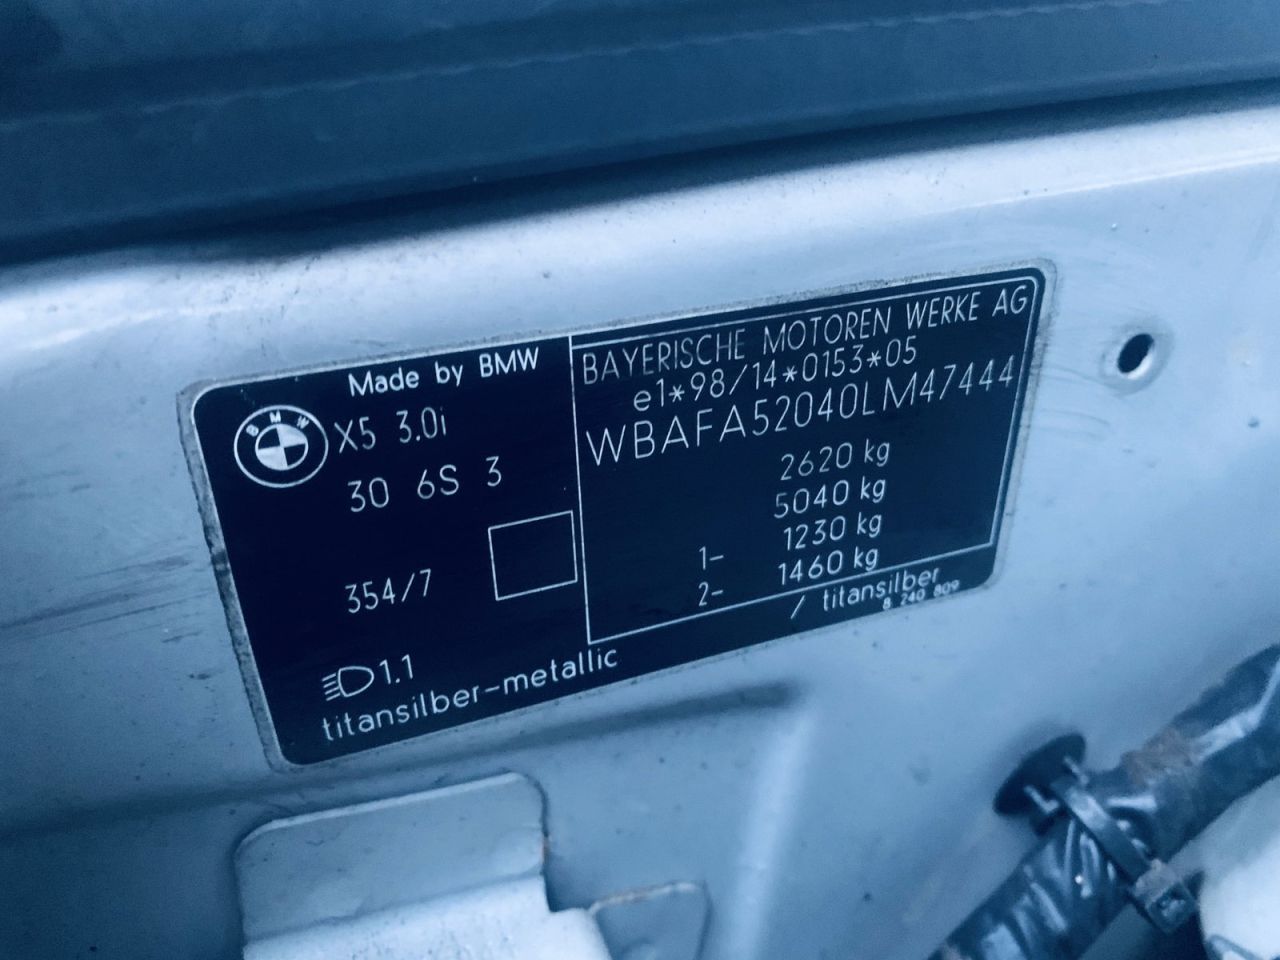 Made by BMW
BMW
X5 3.0i
30 6S 3
354/7
1.1
titansilber-metallic
BAYERISCHE MOTOREN WERKE AG
e1*98/14*0153*05
WBAFA52040LM47444
2620 kg
5040 kg
1- 1230 kg
2- 1460 kg
/ titansilber
8 240 809